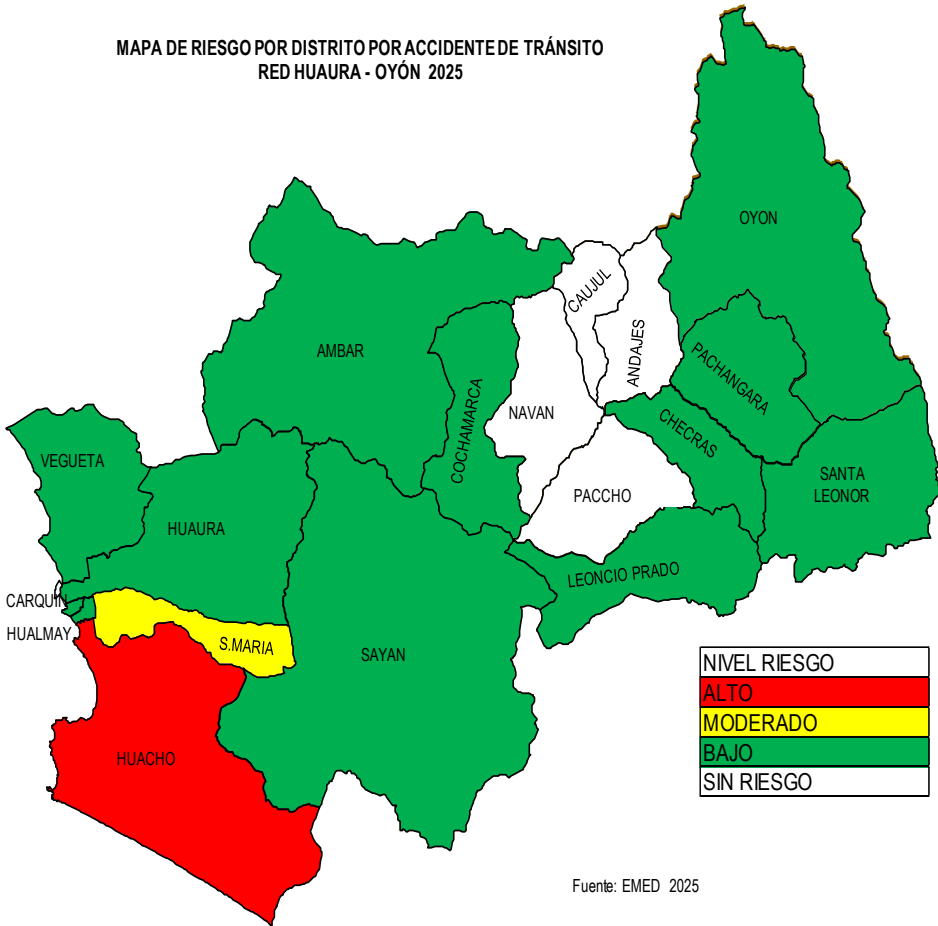 MAPA DE RIESGO POR DISTRITO POR ACCIDENTE DE TRÁNSITO
RED HUAURA - OYÓN 2025
OYON
CAUJUL
ANDAJES
AMBAR
PACHANGARA
COCHAMARCA
NAVAN
CHECRAS
VEGUETA
SANTA
LEONOR
PACCHO
HUAURA
LEONCIO PRADO
CARQUIN
HUALMAY
S.MARIA
SAYAN
HUACHO
NIVEL RIESGO
ALTO
MODERADO
BAJO
SIN RIESGO
Fuente: EMED 2025